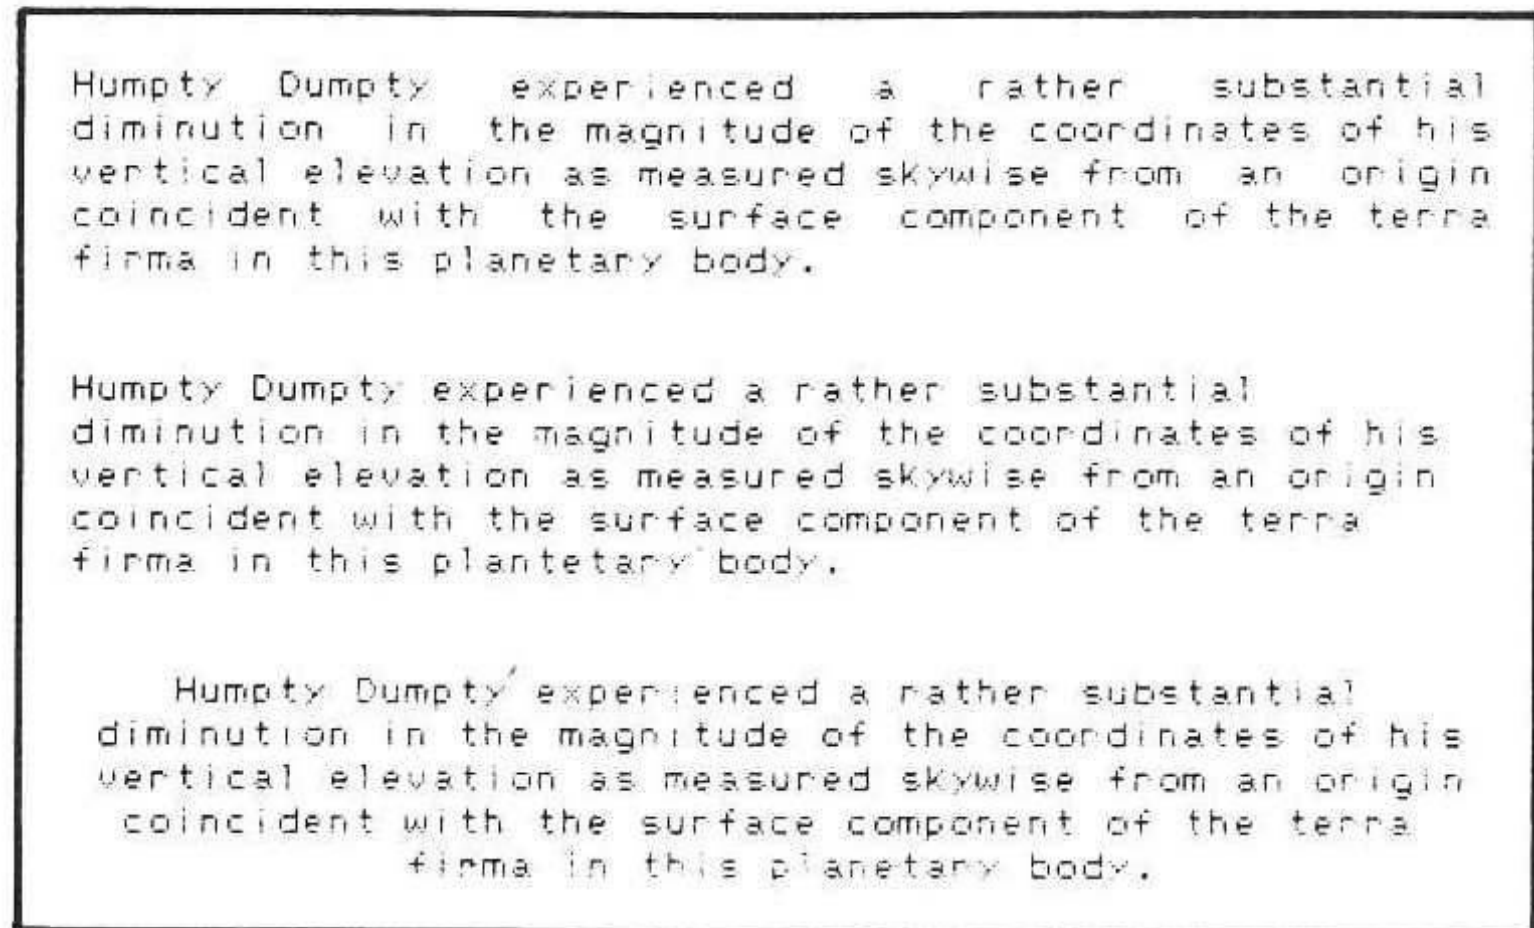 Humpty Dumpty experienced a rather substantial
diminution in the magnitude of the coordinates of his
vertical elevation as measured skywise from an origin
coincident with the surface component of the terra
firma in this planetary body.
Humpty Dumpty experienced a rather substantial
diminution in the magnitude of the coordinates of his
vertical elevation as measured skywise from an origin
coincident with the surface component of the terra
firma in this plantetary body.
Humpty Dumpty experienced a rather substantial
diminution in the magnitude of the coordinates of his
vertical elevation as measured skywise from an origin
coincident with the surface component of the terra
firma in this planetary body.